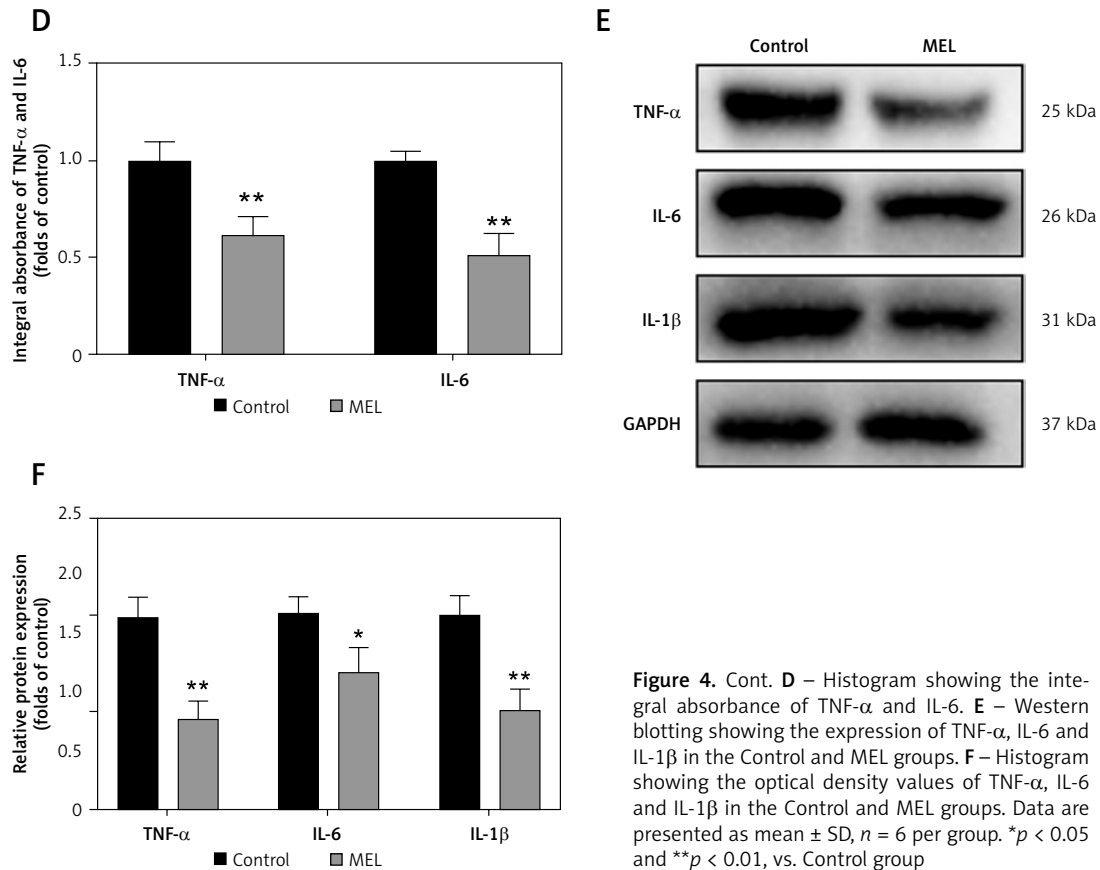 D
Integral absorbance of TNF-α and IL-6
(folds of control)
1.5
1.0
0.5
0
**
**
TNF-α
IL-6
Control
MEL
E
Control
MEL
TNF-α
25 kDa
IL-6
26 kDa
IL-1β
31 kDa
GAPDH
37 kDa
F
Relative protein expression
(folds of control)
2.5
2.0
1.5
1.0
0.5
0
**
*
**
TNF-α
IL-6
IL-1β
Control
MEL
Figure 4. Cont. D – Histogram showing the inte-
gral absorbance of TNF-α and IL-6. E – Western
blotting showing the expression of TNF-α, IL-6 and
IL-1β in the Control and MEL groups. F – Histogram
showing the optical density values of TNF-α, IL-6
and IL-1β in the Control and MEL groups. Data are
presented as mean ± SD, n = 6 per group. *p < 0.05
and **p < 0.01, vs. Control group